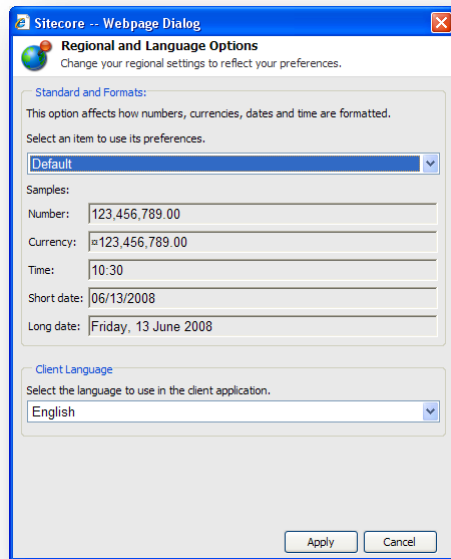 Sitecore -- Webpage Dialog
Regional and Language Options
Change your regional settings to reflect your preferences.
Standard and Formats:
This option affects how numbers, currencies, dates and time are formatted.
Select an item to use its preferences.
Default
Samples:
Number: 123,456,789.00
Currency: ¤123,456,789.00
Time: 10:30
Short date: 06/13/2008
Long date: Friday, 13 June 2008
Client Language
Select the language to use in the client application.
English
Apply Cancel